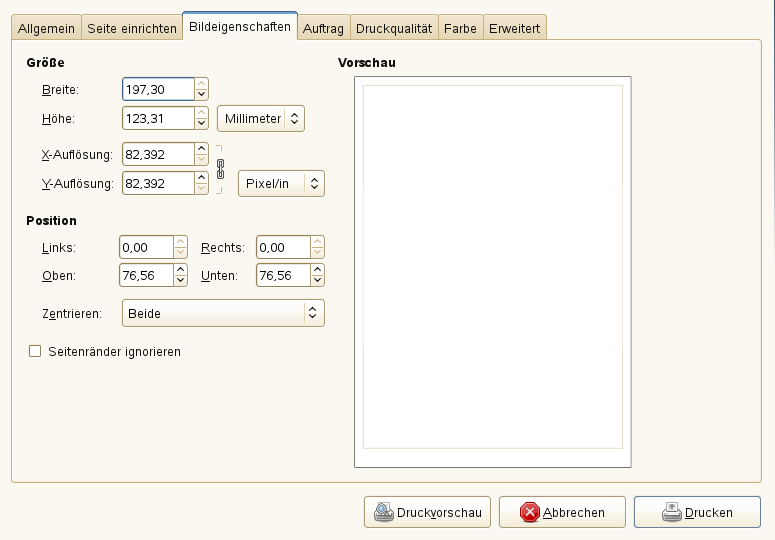 Allgemein Seite einrichten Bildeigenschaften Auftrag Druckqualität Farbe Erweitert
Größe
Breite: 197,30
Höhe: 123,31 Millimeter
X-Auflösung: 82,392
Y-Auflösung: 82,392 Pixel/in
Position
Links: 0,00 Rechts: 0,00
Oben: 76,56 Unten: 76,56
Zentrieren: Beide
Seitenränder ignorieren
Vorschau
Druckvorschau Abbrechen Drucken